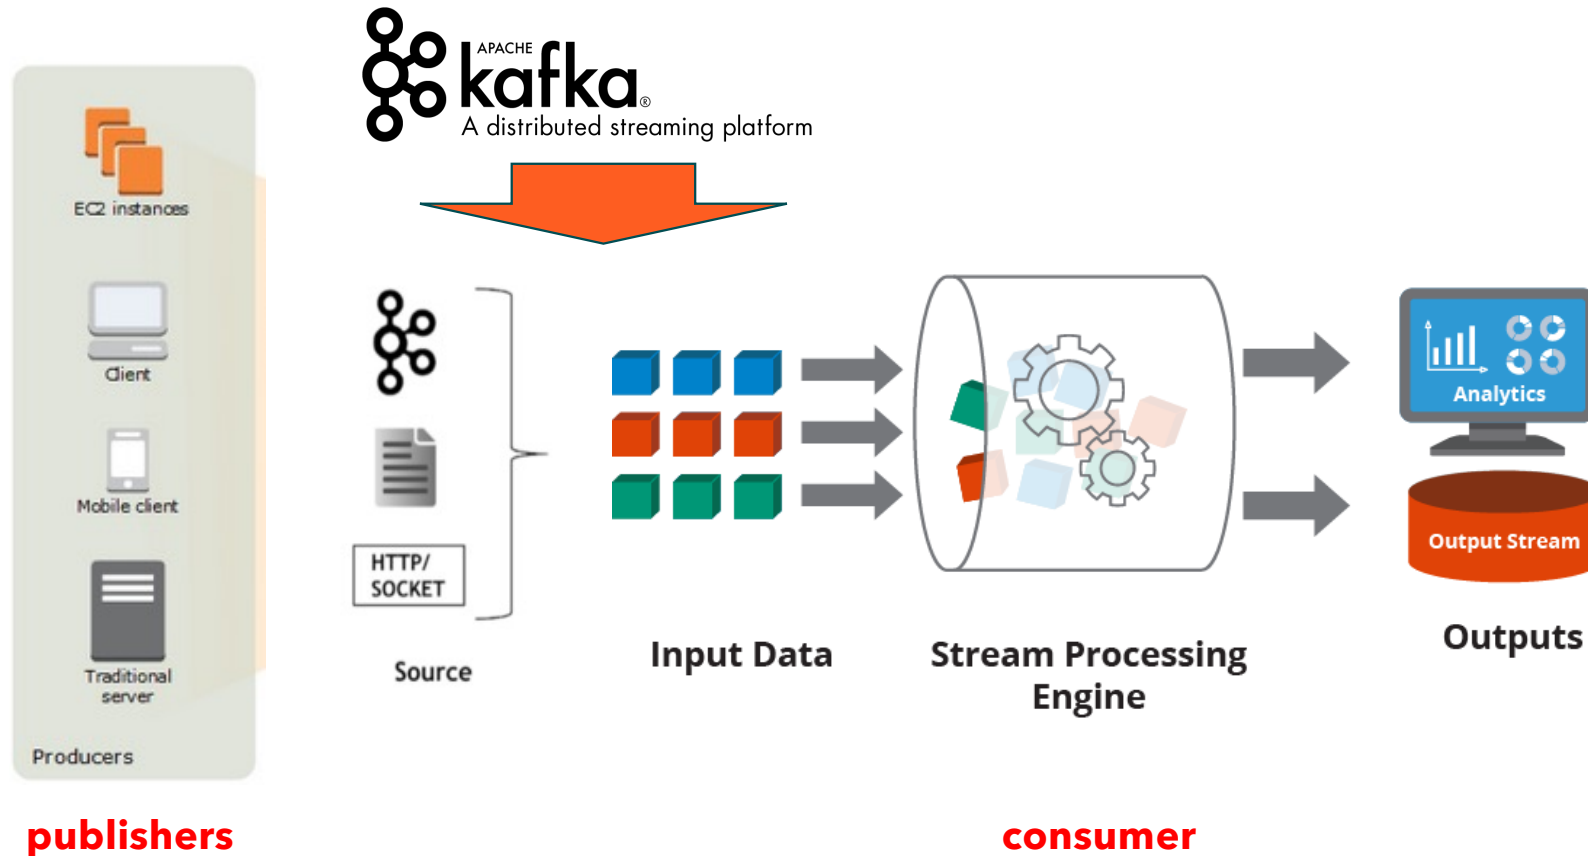 APACHE
kafka®
A distributed streaming platform
EC2 instances
Client
Mobile client
Traditional
server
Producers
publishers
HTTP/
SOCKET
Source
Input Data
Stream Processing
Engine
consumer
Analytics
Output Stream
Outputs